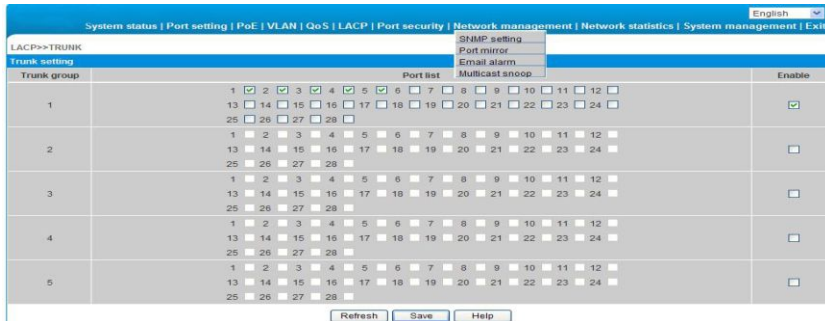 English
System status | Port setting | PoE | VLAN | QoS | LACP | Port security | Network management | Network statistics | System management | Exit
SNMP setting
LACP>>TRUNK
Port mirror
Email alarm
Trunk setting
Multicast snoop
Trunk group Port list Enable
1 2 3 4 5 6 7 8 9 10 11 12
1 13 14 15 16 17 18 19 20 21 22 23 24
25 26 27 28
1 2 3 4 5 6 7 8 9 10 11 12
2 13 14 15 16 17 18 19 20 21 22 23 24
25 26 27 28
1 2 3 4 5 6 7 8 9 10 11 12
3 13 14 15 16 17 18 19 20 21 22 23 24
25 26 27 28
1 2 3 4 5 6 7 8 9 10 11 12
4 13 14 15 16 17 18 19 20 21 22 23 24
25 26 27 28
1 2 3 4 5 6 7 8 9 10 11 12
5 13 14 15 16 17 18 19 20 21 22 23 24
25 26 27 28
Refresh Save Help